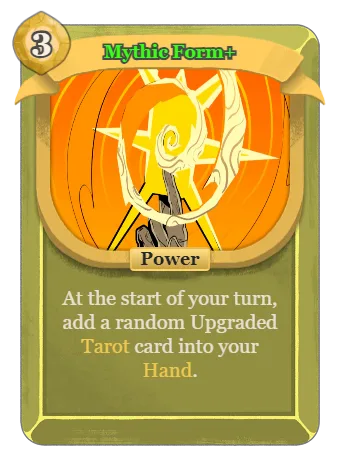 3
Mythic Form+
Power
At the start of your turn,
add a random Upgraded
Tarot card into your
Hand.